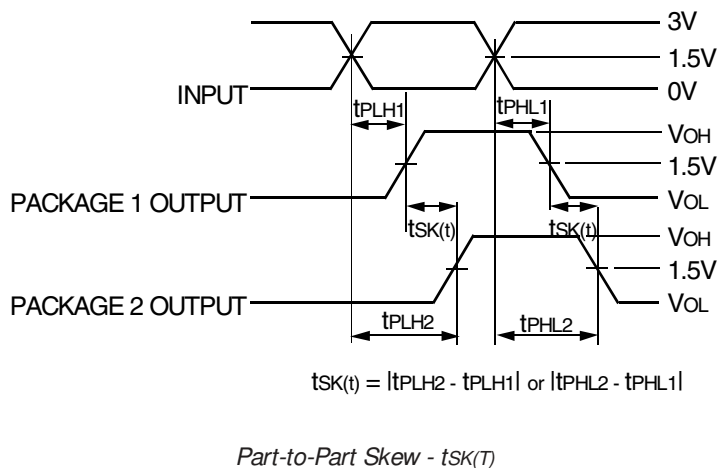 3V
1.5V
INPUT
0V
tPLH1
tPHL1
VOH
1.5V
PACKAGE 1 OUTPUT
VOL
tSK(t)
tSK(t)
VOH
1.5V
PACKAGE 2 OUTPUT
VOL
tPLH2
tPHL2
tSK(t) = |tPLH2 - tPLH1| or |tPHL2 - tPHL1|
Part-to-Part Skew - tSK(T)